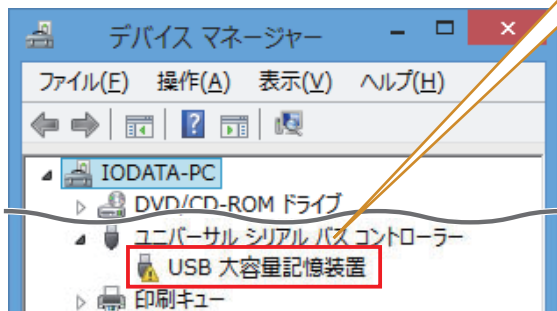 デバイス マネージャー
ファイル(F) 操作(A) 表示(V) ヘルプ(H)
IODATA-PC
DVD/CD-ROM ドライブ
ユニバーサル シリアル バス コントローラー
USB 大容量記憶装置
印刷キュー